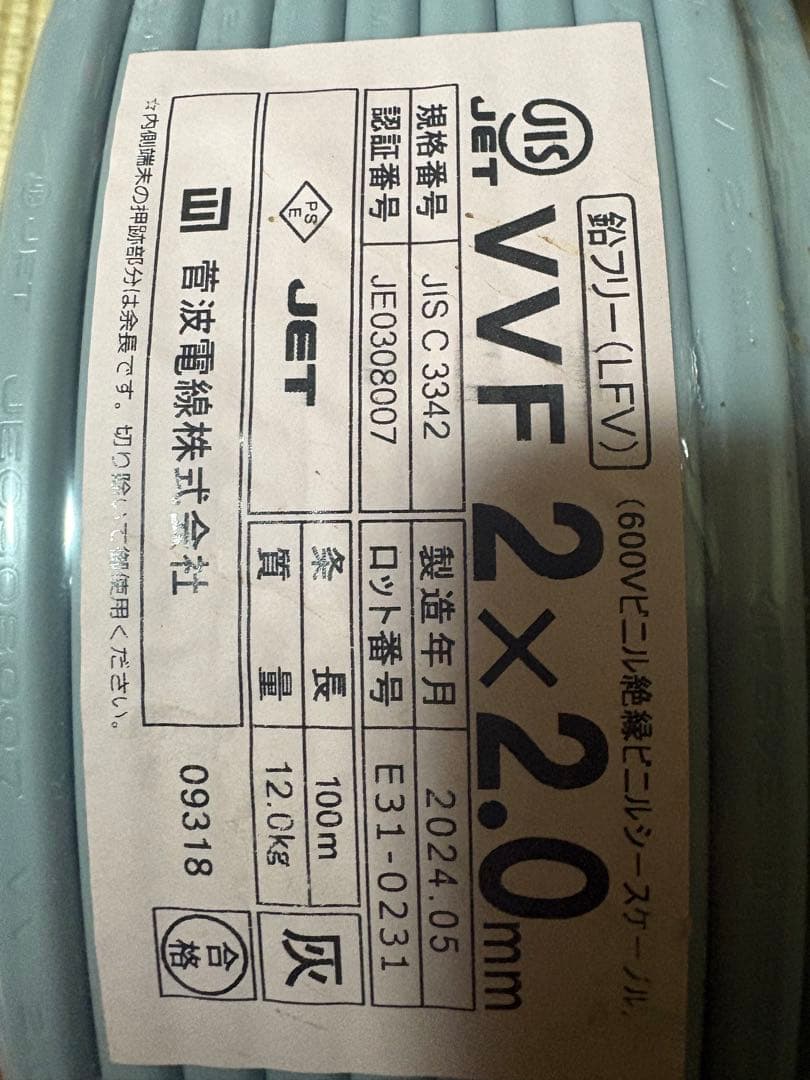 鉛フリー(LFV)
(600Vビニル絶縁ビニルシースケーブル
JIS
JET
VVF 2×2.0mm
規格番号 JIS C 3342 製造年月 2024.05
認証番号 JE0308007 ロット番号 E31-0231
PSE JET 条長 100m 灰
質量 12.0kg
菅波電線株式会社 09318 合格
☆内側端末の押跡部分は余長です。切り除いて御使用ください。